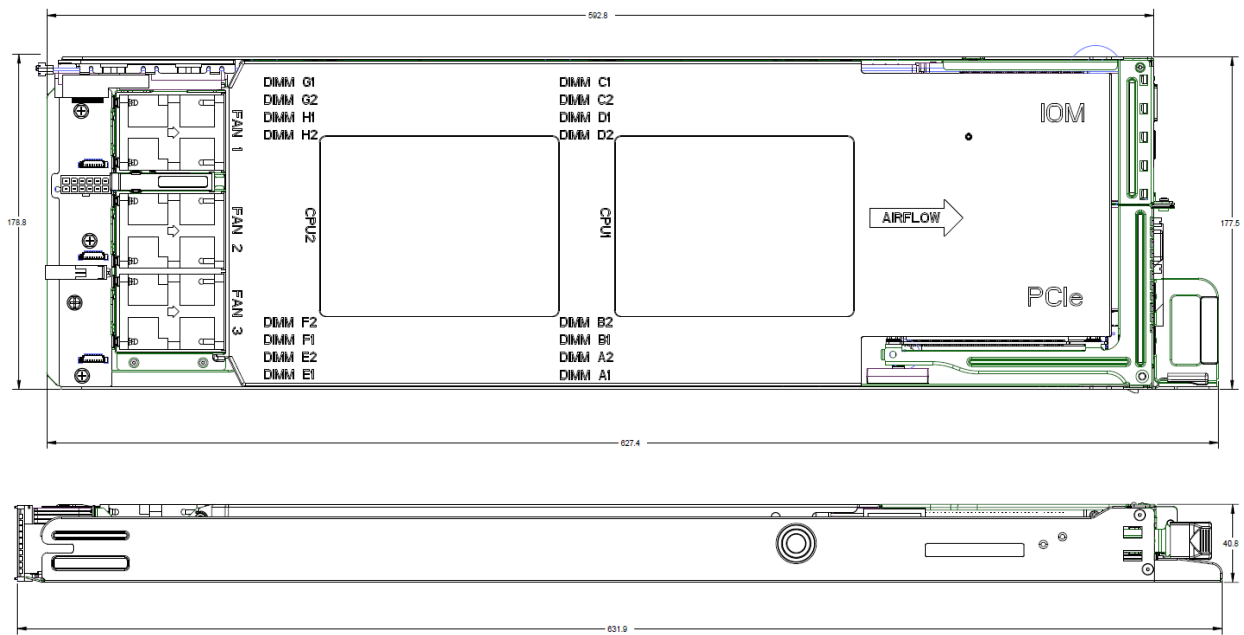 592.8
DIMM G1
DIMM G2
DIMM H1
DIMM H2
DIMM C1
DIMM C2
DIMM D1
DIMM D2
IOM
FAN 1
178.8
FAN 2
CPU2
CPU1
AIRFLOW
177.5
FAN 3
PCIe
DIMM F2
DIMM F1
DIMM E2
DIMM E1
DIMM B2
DIMM B1
DIMM A2
DIMM A1
627.4
40.8
631.9